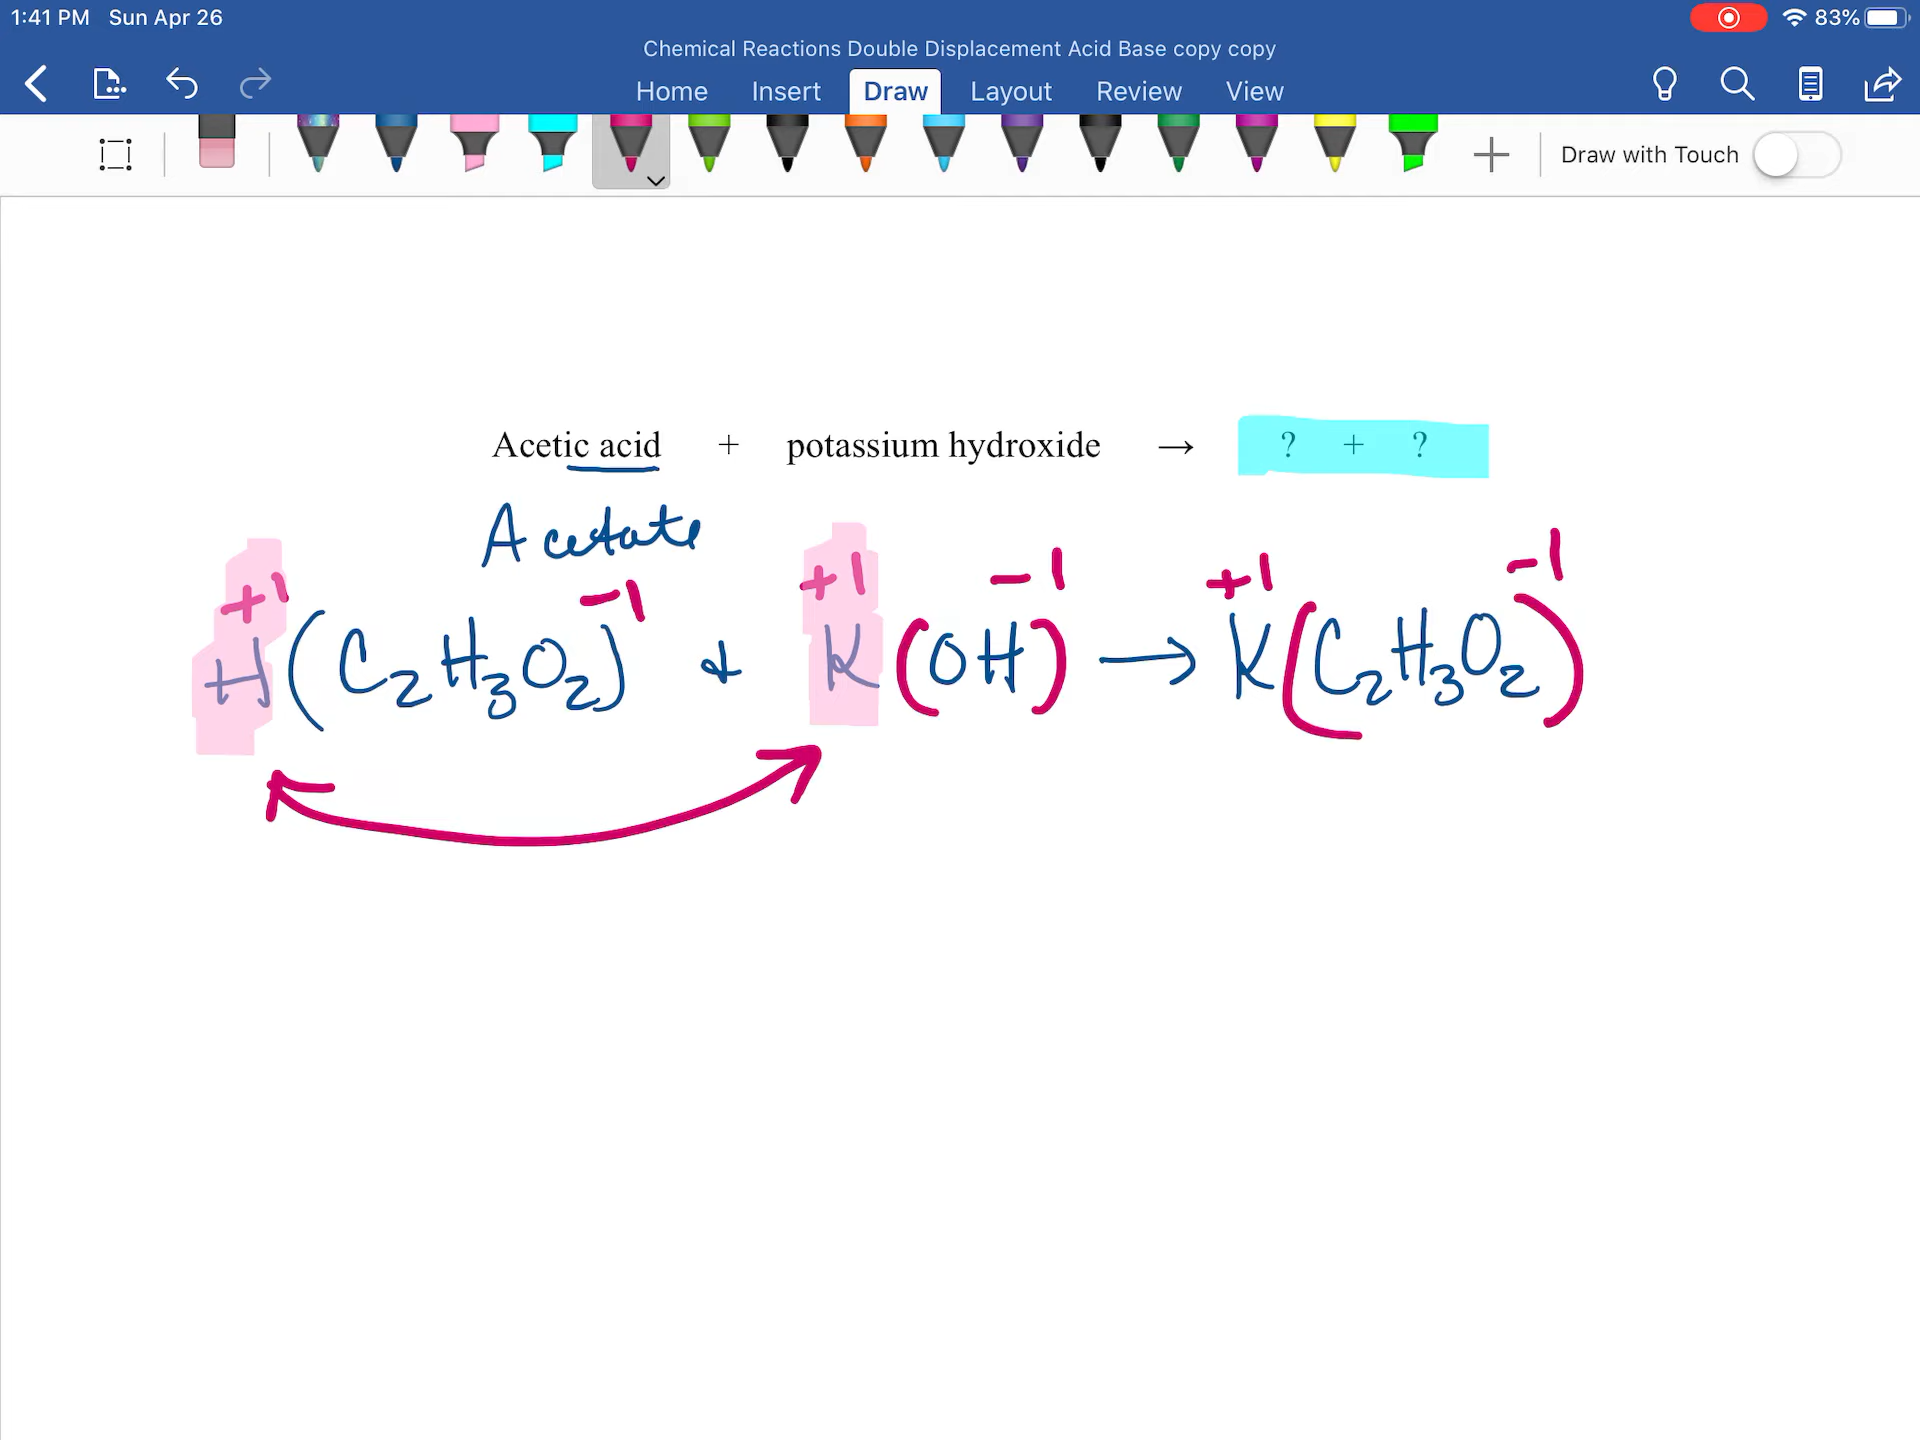 1:41 PM Sun Apr 26 83%
Chemical Reactions Double Displacement Acid Base copy copy
Home Insert Draw Layout Review View
Draw with Touch
Acetic acid + potassium hydroxide → ? + ?
Acetate
+1 -1 +1 -1 +1 -1
H(C₂H₃O₂) + K(OH) → K(C₂H₃O₂)